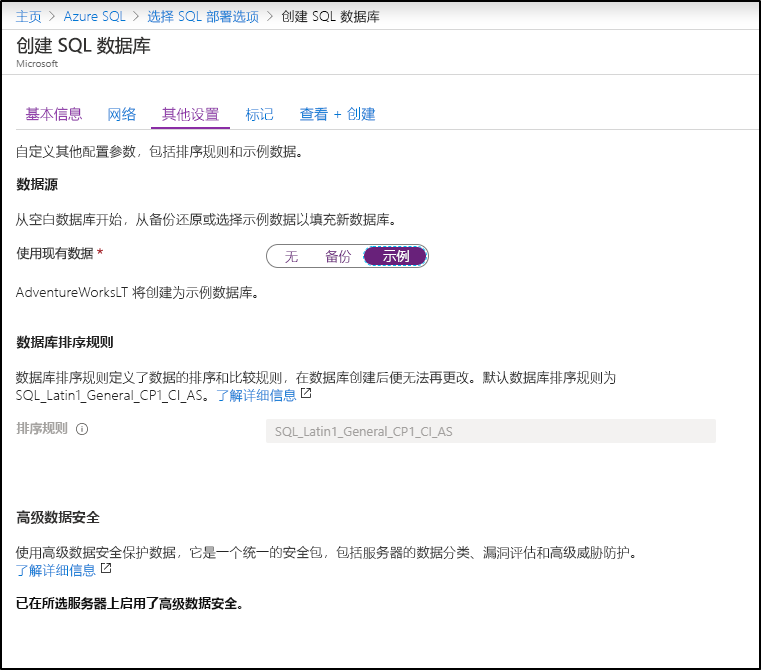 主页 > Azure SQL > 选择 SQL 部署选项 > 创建 SQL 数据库
创建 SQL 数据库
Microsoft
基本信息 网络 其他设置 标记 查看 + 创建
自定义其他配置参数，包括排序规则和示例数据。
数据源
从空白数据库开始，从备份还原或选择示例数据以填充新数据库。
使用现有数据 * 无 备份 示例
AdventureWorksLT 将创建为示例数据库。
数据库排序规则
数据库排序规则定义了数据的排序和比较规则，在数据库创建后便无法再更改。默认数据库排序规则为
SQL_Latin1_General_CP1_CI_AS。了解详细信息
排序规则 SQL_Latin1_General_CP1_CI_AS
高级数据安全
使用高级数据安全保护数据，它是一个统一的安全包，包括服务器的数据分类、漏洞评估和高级威胁防护。
了解详细信息
已在所选服务器上启用了高级数据安全。